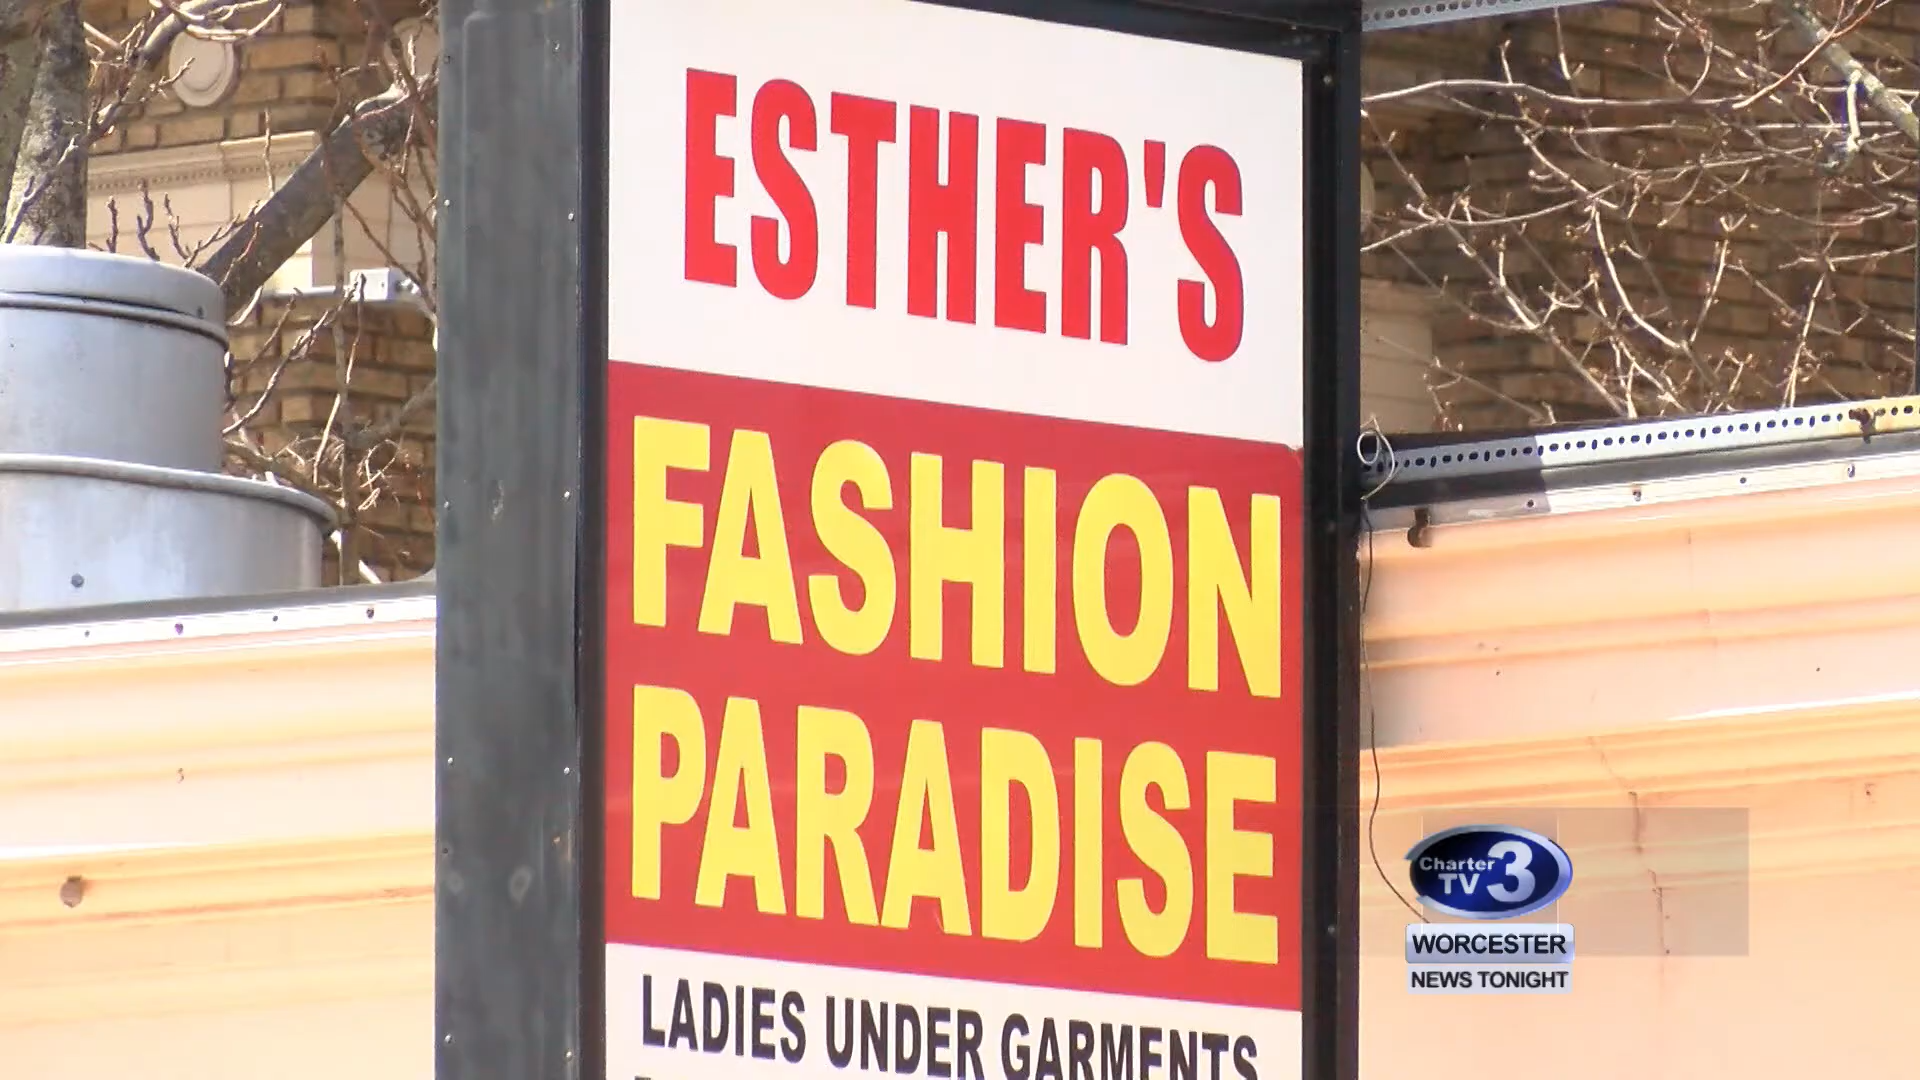 ESTHER'S
FASHION
PARADISE
LADIES UNDER GARMENTS
Charter
TV3
WORCESTER
NEWS TONIGHT